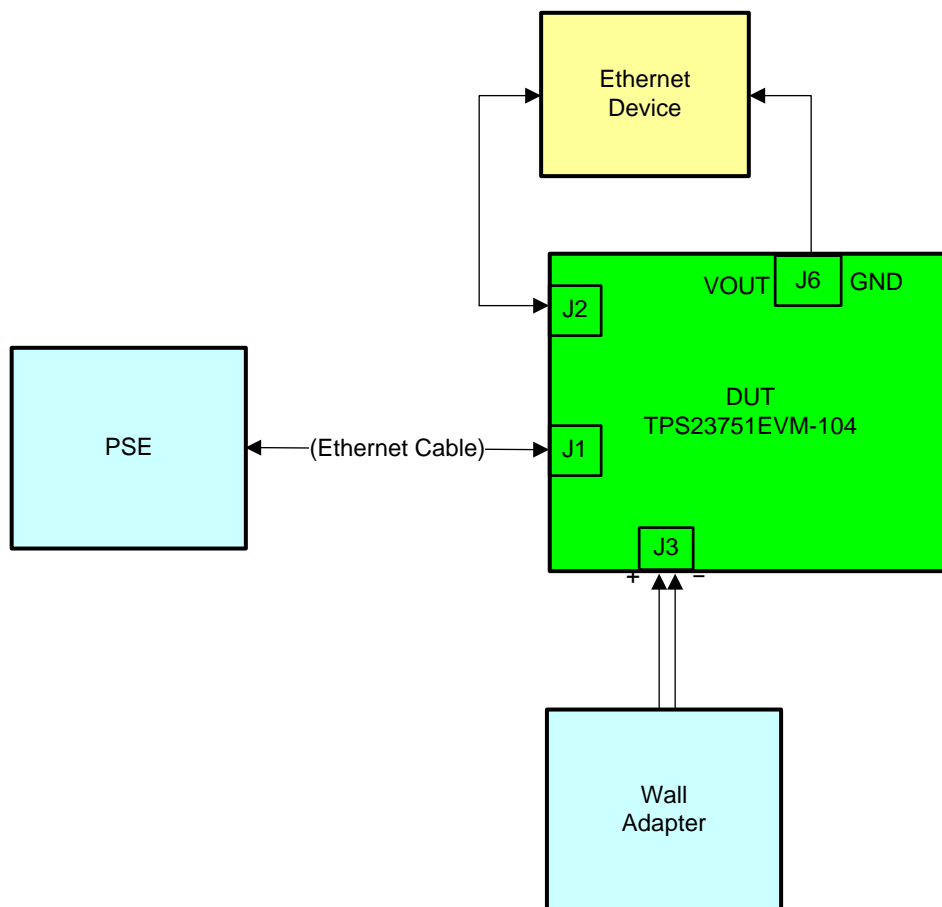 Ethernet
Device
VOUT
J6
GND
J2
DUT
TPS23751EVM-104
PSE
(Ethernet Cable)
J1
J3
+
–
Wall
Adapter